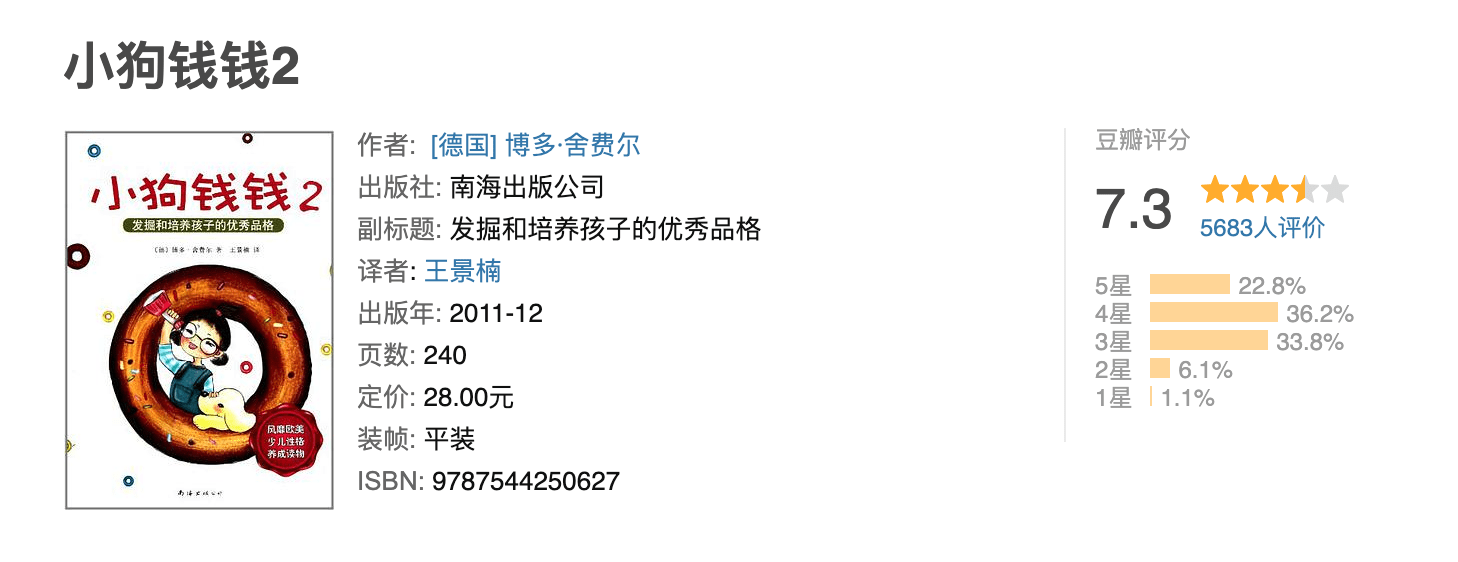 小狗钱钱2
小狗钱钱2
发掘和培养孩子的优秀品格
〔德〕博多·舍费尔 著 王景楠 译
风靡欧美
少儿性格
养成读物
南海出版公司
作者: [德国] 博多·舍费尔
出版社: 南海出版公司
副标题: 发掘和培养孩子的优秀品格
译者: 王景楠
出版年: 2011-12
页数: 240
定价: 28.00元
装帧: 平装
ISBN: 9787544250627
豆瓣评分
7.3
5683人评价
5星 22.8%
4星 36.2%
3星 33.8%
2星 6.1%
1星 1.1%